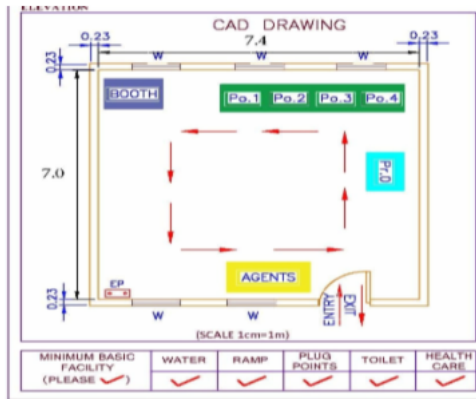 ELEVATION
CAD DRAWING
0.23 7.4 0.23
W W W
0.23
BOOTH Po.1 Po.2 Po.3 Po.4
7.0 Pr.O
AGENTS
EP
0.23
W W ENTRY EXIT
(SCALE 1cm=1m)
MINIMUM BASIC FACILITY (PLEASE ✓) WATER RAMP PLUG POINTS TOILET HEALTH CARE
✓ ✓ ✓ ✓ ✓